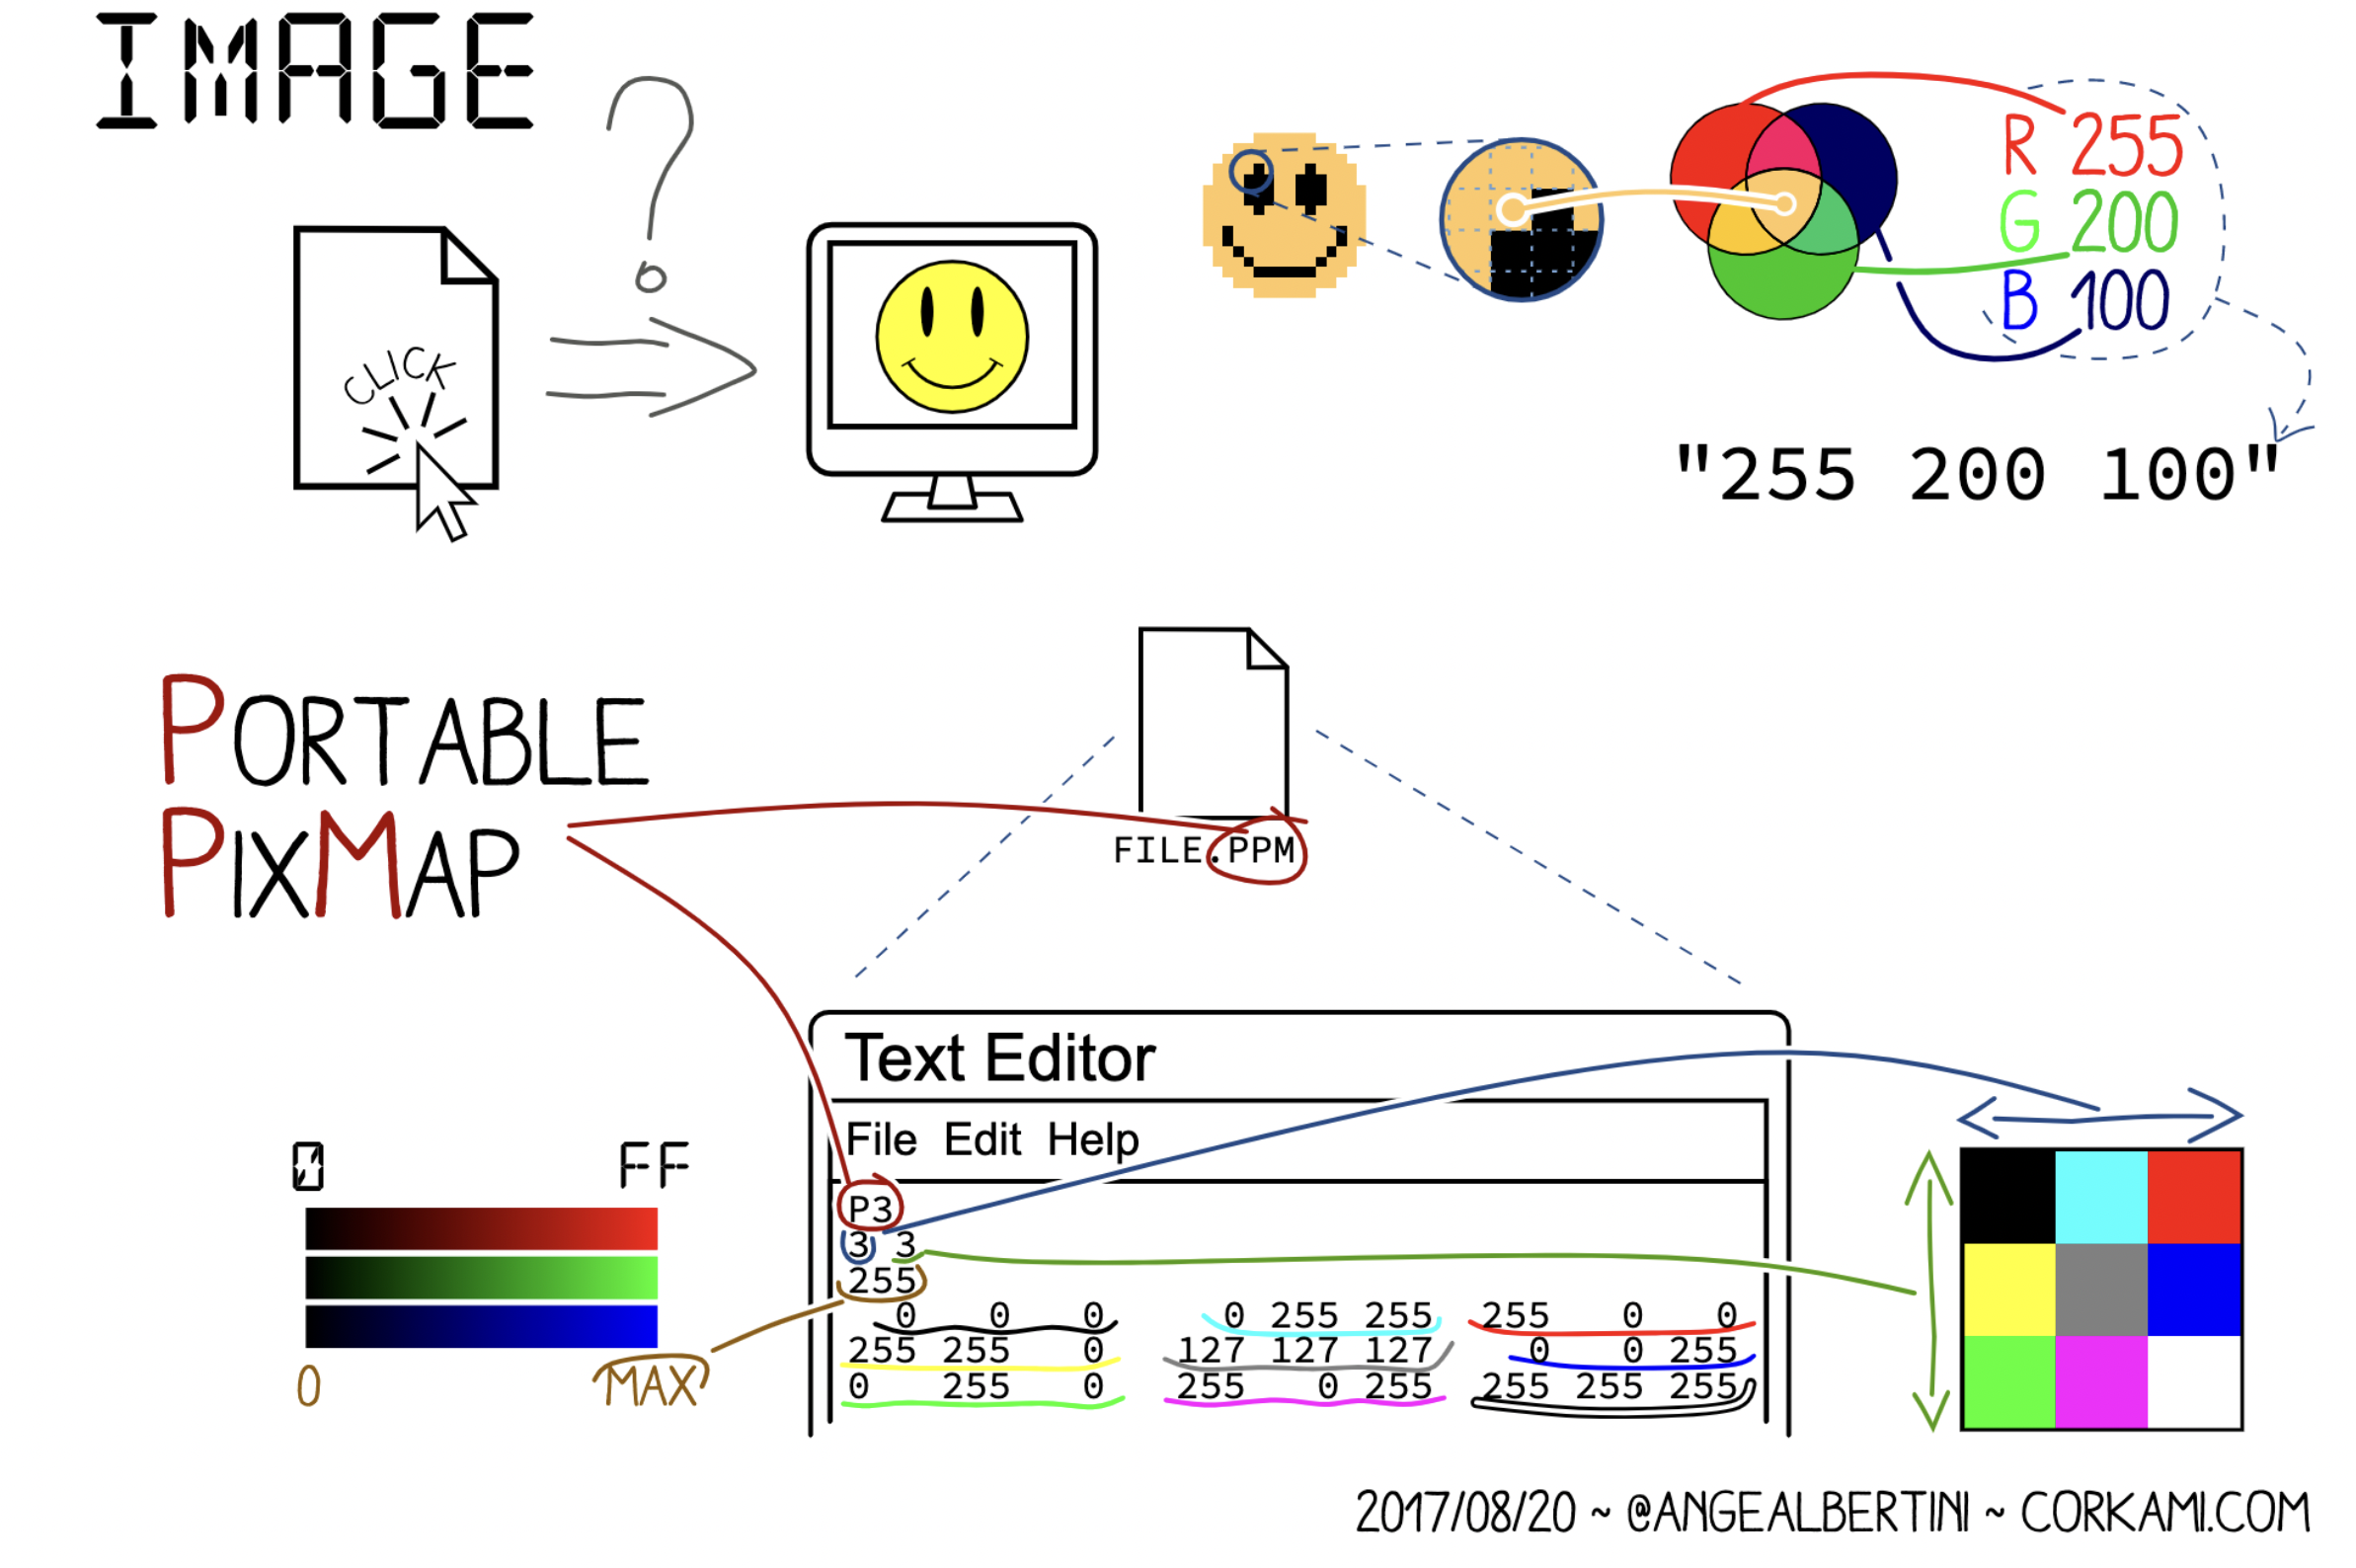 IMAGE
?
CLICK
R 255
G 200
B 100
"255 200 100"
PORTABLE
PIXMAP
FILE.PPM
Text Editor
File Edit Help
P3
3 3
255
0 0 0 0 255 255 255 0 0
255 255 0 127 127 127 0 0 255
0 255 0 255 0 255 255 255 255
0 FF
0 MAX
2017/08/20 ~ @ANGEALBERTINI ~ CORKAMI.COM